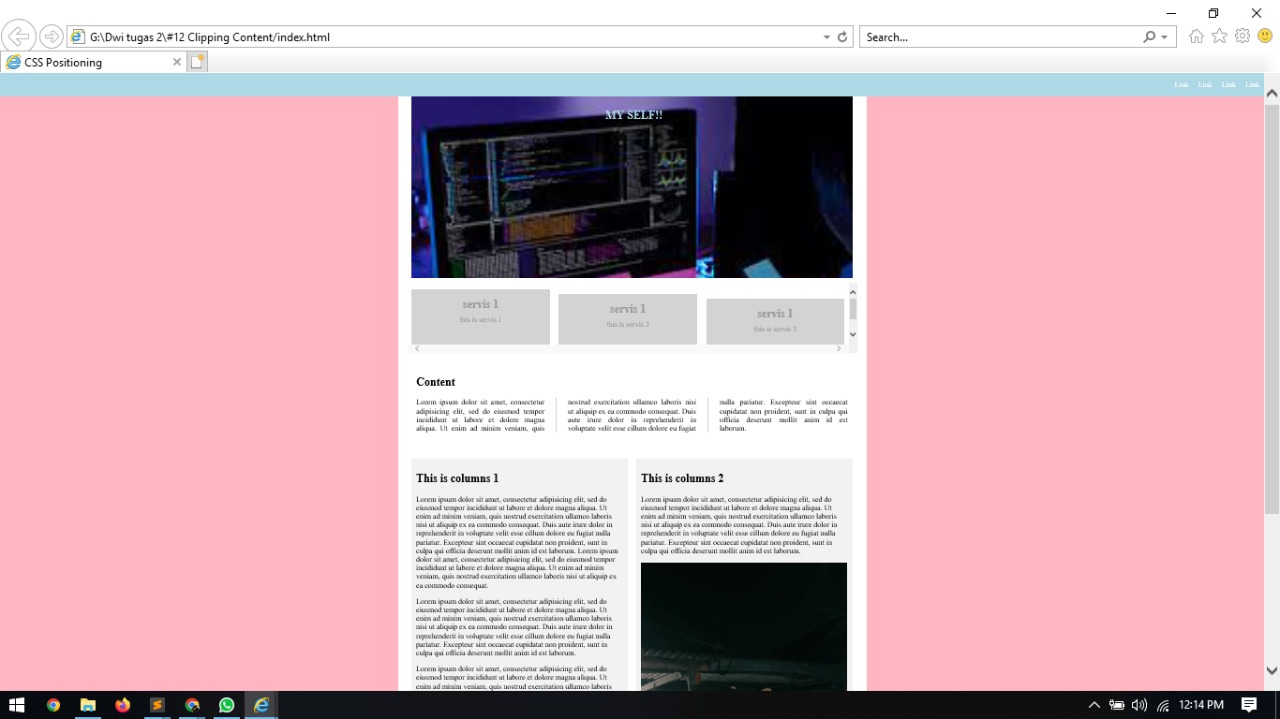 G:\Dwi tugas 2\#12 Clipping Content\index.html
Search...
CSS Positioning
Link Link Link Link
MY SELF!!
servis 1
this is servis 1
servis 1
this is servis 2
servis 1
this is servis 3
Content
Lorem ipsum dolor sit amet, consectetur
adipisicing elit, sed do eiusmod tempor
incididunt ut labore et dolore magna
aliqua. Ut enim ad minim veniam, quis
nostrud exercitation ullamco laboris nisi
ut aliquip ex ea commodo consequat. Duis
aute irure dolor in reprehenderit in
voluptate velit esse cillum dolore eu fugiat
nulla pariatur. Excepteur sint occaecat
cupidatat non proident, sunt in culpa qui
officia deserunt mollit anim id est
laborum.
This is columns 1
Lorem ipsum dolor sit amet, consectetur adipisicing elit, sed do
eiusmod tempor incididunt ut labore et dolore magna aliqua. Ut
enim ad minim veniam, quis nostrud exercitation ullamco laboris
nisi ut aliquip ex ea commodo consequat. Duis aute irure dolor in
reprehenderit in voluptate velit esse cillum dolore eu fugiat nulla
pariatur. Excepteur sint occaecat cupidatat non proident, sunt in
culpa qui officia deserunt mollit anim id est laborum. Lorem ipsum
dolor sit amet, consectetur adipisicing elit, sed do eiusmod tempor
incididunt ut labore et dolore magna aliqua. Ut enim ad minim
veniam, quis nostrud exercitation ullamco laboris nisi ut aliquip ex
ea commodo consequat.
Lorem ipsum dolor sit amet, consectetur adipisicing elit, sed do
eiusmod tempor incididunt ut labore et dolore magna aliqua. Ut
enim ad minim veniam, quis nostrud exercitation ullamco laboris
nisi ut aliquip ex ea commodo consequat. Duis aute irure dolor in
reprehenderit in voluptate velit esse cillum dolore eu fugiat nulla
pariatur. Excepteur sint occaecat cupidatat non proident, sunt in
culpa qui officia deserunt mollit anim id est laborum.
Lorem ipsum dolor sit amet, consectetur adipisicing elit, sed do
eiusmod tempor incididunt ut labore et dolore magna aliqua. Ut
enim ad minim veniam, quis nostrud exercitation ullamco laboris
This is columns 2
Lorem ipsum dolor sit amet, consectetur adipisicing elit, sed do
eiusmod tempor incididunt ut labore et dolore magna aliqua. Ut
enim ad minim veniam, quis nostrud exercitation ullamco laboris
nisi ut aliquip ex ea commodo consequat. Duis aute irure dolor in
reprehenderit in voluptate velit esse cillum dolore eu fugiat nulla
pariatur. Excepteur sint occaecat cupidatat non proident, sunt in
culpa qui officia deserunt mollit anim id est laborum.
12:14 PM